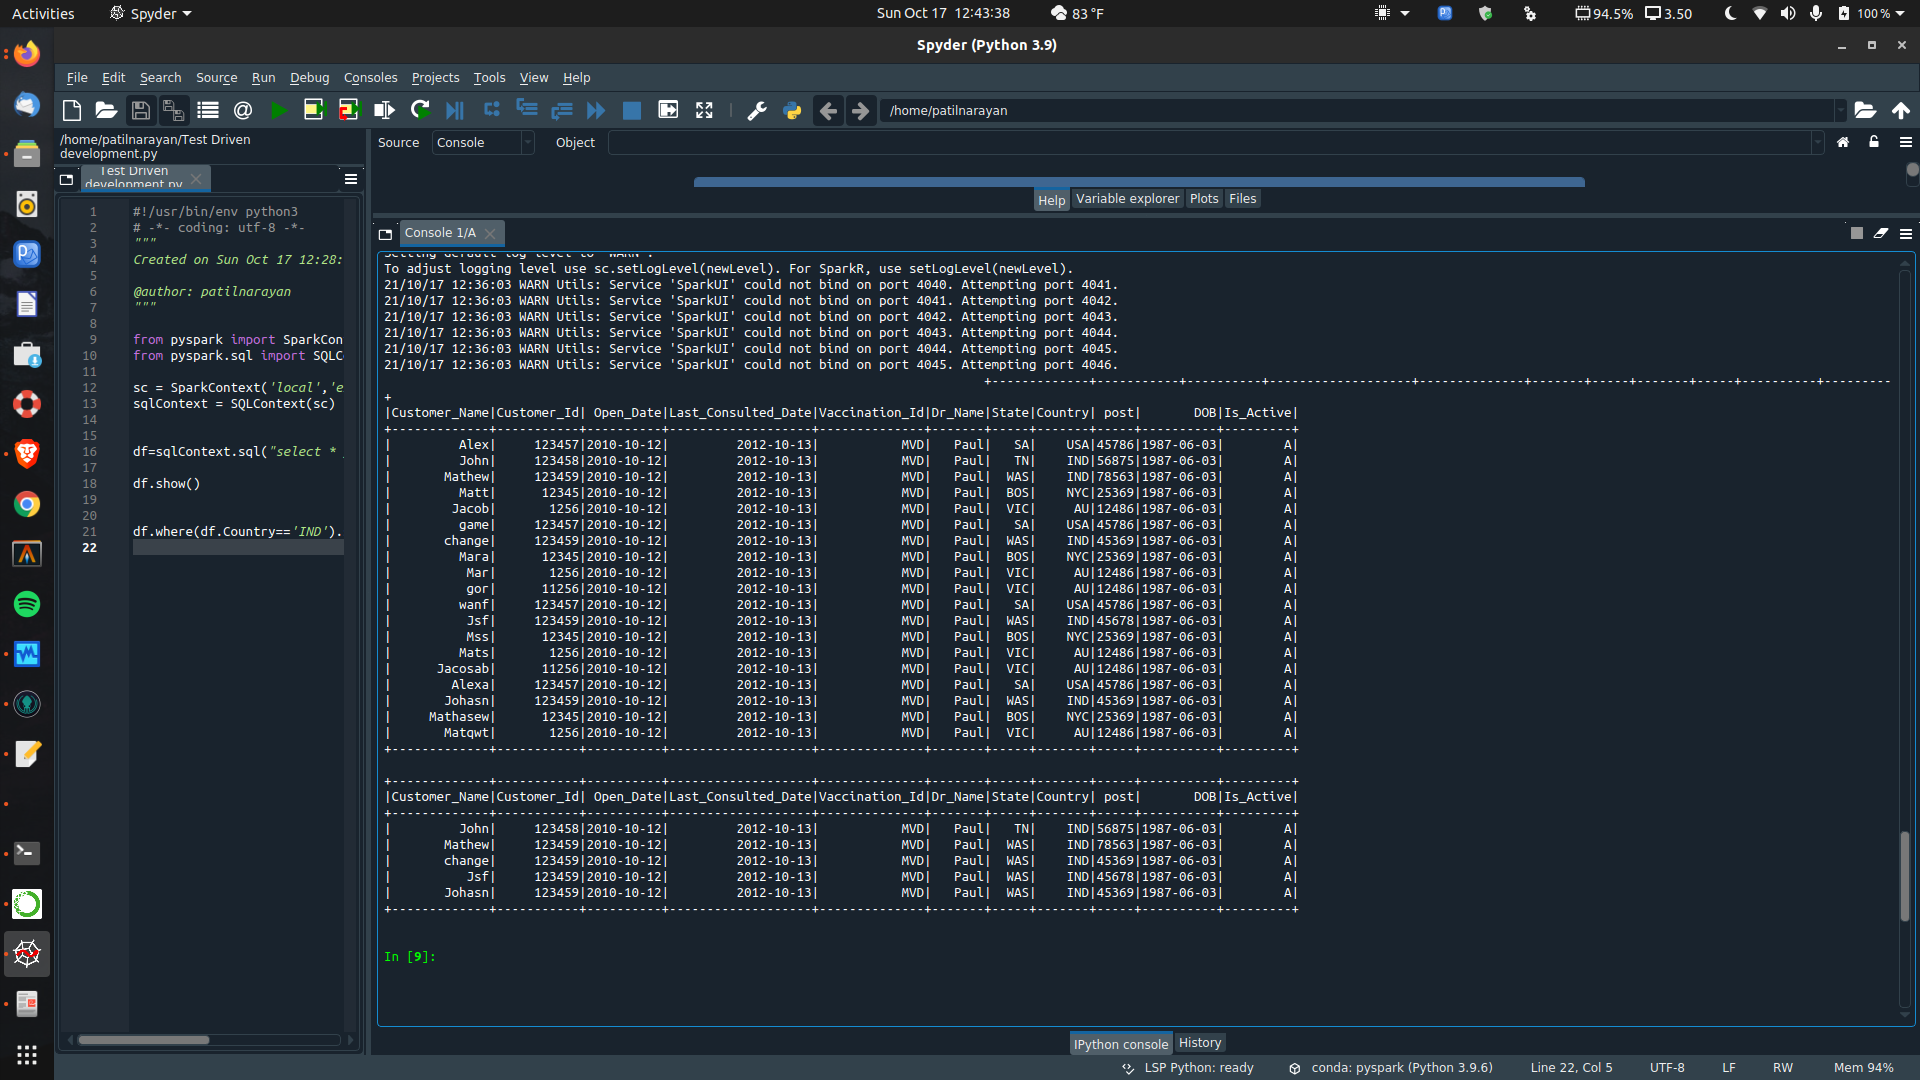 Activities
Spyder
Sun Oct 17  12:43:38
83 °F
94.5%
3.50
100 %
Spyder (Python 3.9)
File Edit Search Source Run Debug Consoles Projects Tools View Help
/home/patilnarayan
/home/patilnarayan/Test Driven
development.py
Test Driven
development.py
1 #!/usr/bin/env python3
2 # -*- coding: utf-8 -*-
3 """
4 Created on Sun Oct 17 12:28:
5
6 @author: patilnarayan
7 """
8
9 from pyspark import SparkCon
10 from pyspark.sql import SQLC
11
12 sc = SparkContext('local','e
13 sqlContext = SQLContext(sc)
14
15
16 df=sqlContext.sql("select *
17
18 df.show()
19
20
21 df.where(df.Country=='IND').
22
Source Console Object
Help Variable explorer Plots Files
Console 1/A
Setting default log level to "WARN".
To adjust logging level use sc.setLogLevel(newLevel). For SparkR, use setLogLevel(newLevel).
21/10/17 12:36:03 WARN Utils: Service 'SparkUI' could not bind on port 4040. Attempting port 4041.
21/10/17 12:36:03 WARN Utils: Service 'SparkUI' could not bind on port 4041. Attempting port 4042.
21/10/17 12:36:03 WARN Utils: Service 'SparkUI' could not bind on port 4042. Attempting port 4043.
21/10/17 12:36:03 WARN Utils: Service 'SparkUI' could not bind on port 4043. Attempting port 4044.
21/10/17 12:36:03 WARN Utils: Service 'SparkUI' could not bind on port 4044. Attempting port 4045.
21/10/17 12:36:03 WARN Utils: Service 'SparkUI' could not bind on port 4045. Attempting port 4046.
+-------------+-----------+----------+-------------------+--------------+-------+-----+-------+-----+----------+---------
+
|Customer_Name|Customer_Id| Open_Date|Last_Consulted_Date|Vaccination_Id|Dr_Name|State|Country| post|       DOB|Is_Active|
+-------------+-----------+----------+-------------------+--------------+-------+-----+-------+-----+----------+---------+
|         Alex|     123457|2010-10-12|         2012-10-13|           MVD|   Paul|   SA|    USA|45786|1987-06-03|        A|
|         John|     123458|2010-10-12|         2012-10-13|           MVD|   Paul|   TN|    IND|56875|1987-06-03|        A|
|       Mathew|     123459|2010-10-12|         2012-10-13|           MVD|   Paul|  WAS|    IND|78563|1987-06-03|        A|
|         Matt|      12345|2010-10-12|         2012-10-13|           MVD|   Paul|  BOS|    NYC|25369|1987-06-03|        A|
|        Jacob|       1256|2010-10-12|         2012-10-13|           MVD|   Paul|  VIC|     AU|12486|1987-06-03|        A|
|         game|     123457|2010-10-12|         2012-10-13|           MVD|   Paul|   SA|    USA|45786|1987-06-03|        A|
|       change|     123459|2010-10-12|         2012-10-13|           MVD|   Paul|  WAS|    IND|45369|1987-06-03|        A|
|         Mara|      12345|2010-10-12|         2012-10-13|           MVD|   Paul|  BOS|    NYC|25369|1987-06-03|        A|
|          Mar|       1256|2010-10-12|         2012-10-13|           MVD|   Paul|  VIC|     AU|12486|1987-06-03|        A|
|          gor|      11256|2010-10-12|         2012-10-13|           MVD|   Paul|  VIC|     AU|12486|1987-06-03|        A|
|         wanf|     123457|2010-10-12|         2012-10-13|           MVD|   Paul|   SA|    USA|45786|1987-06-03|        A|
|          Jsf|     123459|2010-10-12|         2012-10-13|           MVD|   Paul|  WAS|    IND|45678|1987-06-03|        A|
|          Mss|      12345|2010-10-12|         2012-10-13|           MVD|   Paul|  BOS|    NYC|25369|1987-06-03|        A|
|         Mats|       1256|2010-10-12|         2012-10-13|           MVD|   Paul|  VIC|     AU|12486|1987-06-03|        A|
|      Jacosab|      11256|2010-10-12|         2012-10-13|           MVD|   Paul|  VIC|     AU|12486|1987-06-03|        A|
|        Alexa|     123457|2010-10-12|         2012-10-13|           MVD|   Paul|   SA|    USA|45786|1987-06-03|        A|
|       Johasn|     123459|2010-10-12|         2012-10-13|           MVD|   Paul|  WAS|    IND|45369|1987-06-03|        A|
|     Mathasew|      12345|2010-10-12|         2012-10-13|           MVD|   Paul|  BOS|    NYC|25369|1987-06-03|        A|
|       Matqwt|       1256|2010-10-12|         2012-10-13|           MVD|   Paul|  VIC|     AU|12486|1987-06-03|        A|
+-------------+-----------+----------+-------------------+--------------+-------+-----+-------+-----+----------+---------+
+-------------+-----------+----------+-------------------+--------------+-------+-----+-------+-----+----------+---------+
|Customer_Name|Customer_Id| Open_Date|Last_Consulted_Date|Vaccination_Id|Dr_Name|State|Country| post|       DOB|Is_Active|
+-------------+-----------+----------+-------------------+--------------+-------+-----+-------+-----+----------+---------+
|         John|     123458|2010-10-12|         2012-10-13|           MVD|   Paul|   TN|    IND|56875|1987-06-03|        A|
|       Mathew|     123459|2010-10-12|         2012-10-13|           MVD|   Paul|  WAS|    IND|78563|1987-06-03|        A|
|       change|     123459|2010-10-12|         2012-10-13|           MVD|   Paul|  WAS|    IND|45369|1987-06-03|        A|
|          Jsf|     123459|2010-10-12|         2012-10-13|           MVD|   Paul|  WAS|    IND|45678|1987-06-03|        A|
|       Johasn|     123459|2010-10-12|         2012-10-13|           MVD|   Paul|  WAS|    IND|45369|1987-06-03|        A|
+-------------+-----------+----------+-------------------+--------------+-------+-----+-------+-----+----------+---------+
In [9]:
IPython console History
LSP Python: ready
conda: pyspark (Python 3.9.6)
Line 22, Col 5
UTF-8
LF
RW
Mem 94%